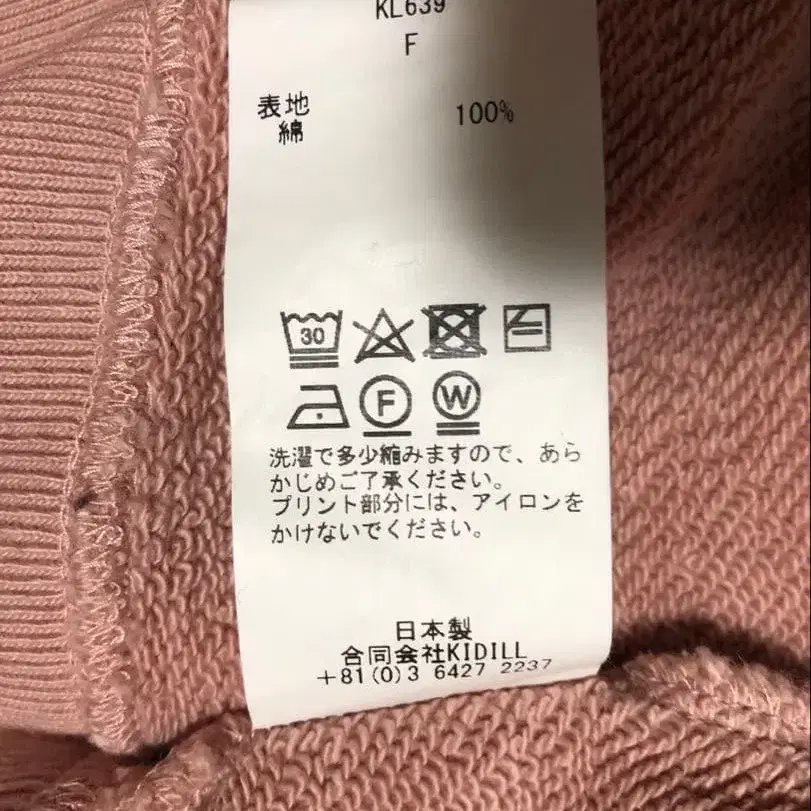 KL639
F
表地 100%
綿
30
F W
洗濯で多少縮みますので、あら
かじめご了承ください。
プリント部分には、アイロンを
かけないでください。
日本製
合同会社KIDILL
+81(0)3 6427 2237